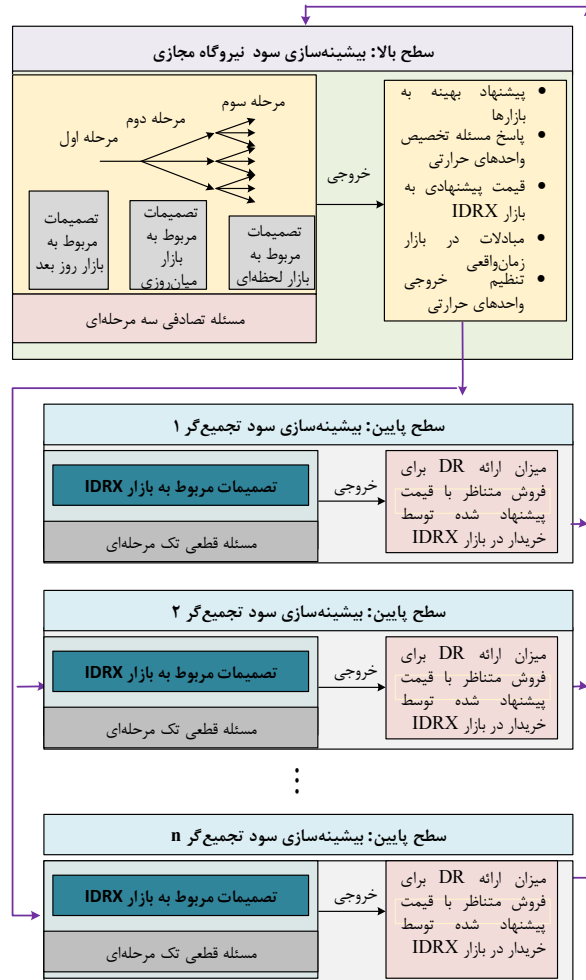 سطح بالا: بیشینه‌سازی سود نیروگاه مجازی
مرحله سوم
مرحله دوم
مرحله اول
تصمیمات
مربوط به
بازار روز بعد
تصمیمات
مربوط به
بازار
میان‌روزی
تصمیمات
مربوط به
بازار لحظه‌ای
مسئله تصادفی سه مرحله‌ای
خروجی
• پیشنهاد بهینه به
بازارها
• پاسخ مسئله تخصیص
واحدهای حرارتی
• قیمت پیشنهادی به
بازار IDRX
• مبادلات در بازار
زمان‌واقعی
• تنظیم خروجی
واحدهای حرارتی
سطح پایین: بیشینه‌سازی سود تجمیع‌گر ۱
تصمیمات مربوط به بازار IDRX
مسئله قطعی تک مرحله‌ای
خروجی
میزان ارائه DR برای
فروش متناظر با قیمت
پیشنهاد شده توسط
خریدار در بازار IDRX
سطح پایین: بیشینه‌سازی سود تجمیع‌گر ۲
تصمیمات مربوط به بازار IDRX
مسئله قطعی تک مرحله‌ای
خروجی
میزان ارائه DR برای
فروش متناظر با قیمت
پیشنهاد شده توسط
خریدار در بازار IDRX
⋮
سطح پایین: بیشینه‌سازی سود تجمیع‌گر n
تصمیمات مربوط به بازار IDRX
مسئله قطعی تک مرحله‌ای
خروجی
میزان ارائه DR برای
فروش متناظر با قیمت
پیشنهاد شده توسط
خریدار در بازار IDRX